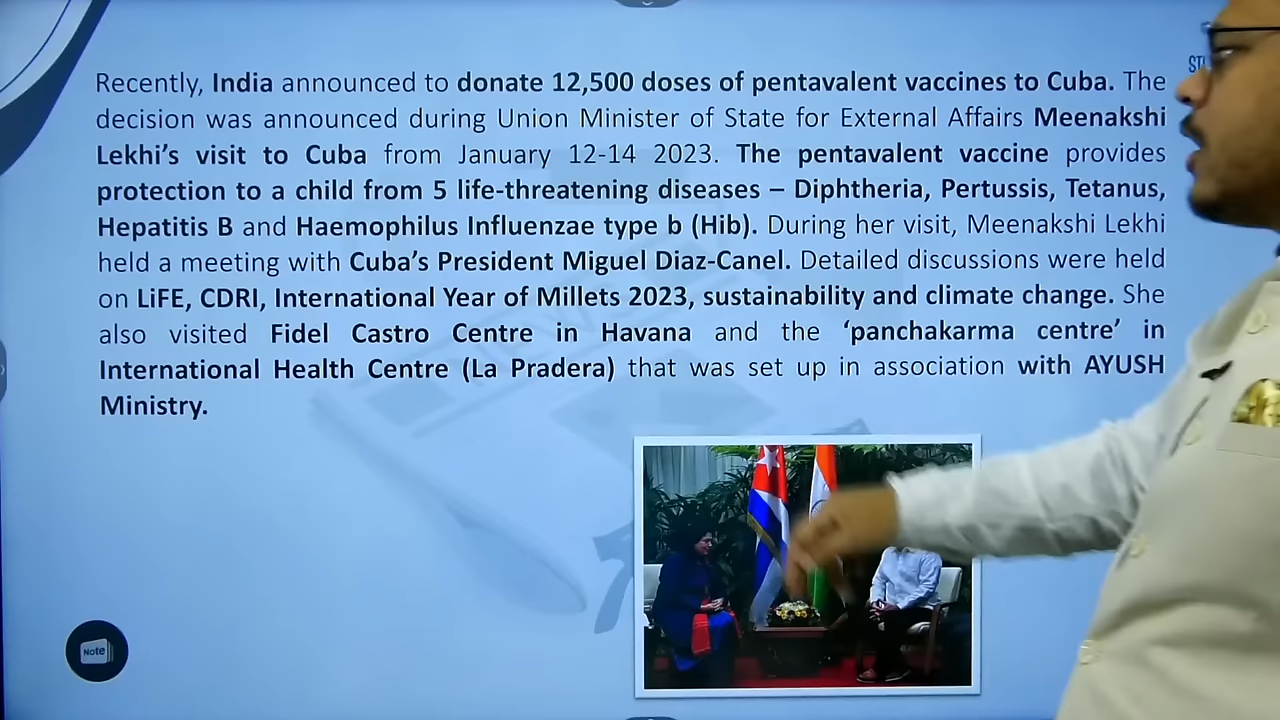 Recently, India announced to donate 12,500 doses of pentavalent vaccines to Cuba. The
decision was announced during Union Minister of State for External Affairs Meenakshi
Lekhi’s visit to Cuba from January 12-14 2023. The pentavalent vaccine provides
protection to a child from 5 life-threatening diseases – Diphtheria, Pertussis, Tetanus,
Hepatitis B and Haemophilus Influenzae type b (Hib). During her visit, Meenakshi Lekhi
held a meeting with Cuba’s President Miguel Diaz-Canel. Detailed discussions were held
on LiFE, CDRI, International Year of Millets 2023, sustainability and climate change. She
also visited Fidel Castro Centre in Havana and the ‘panchakarma centre’ in
International Health Centre (La Pradera) that was set up in association with AYUSH
Ministry.
Note